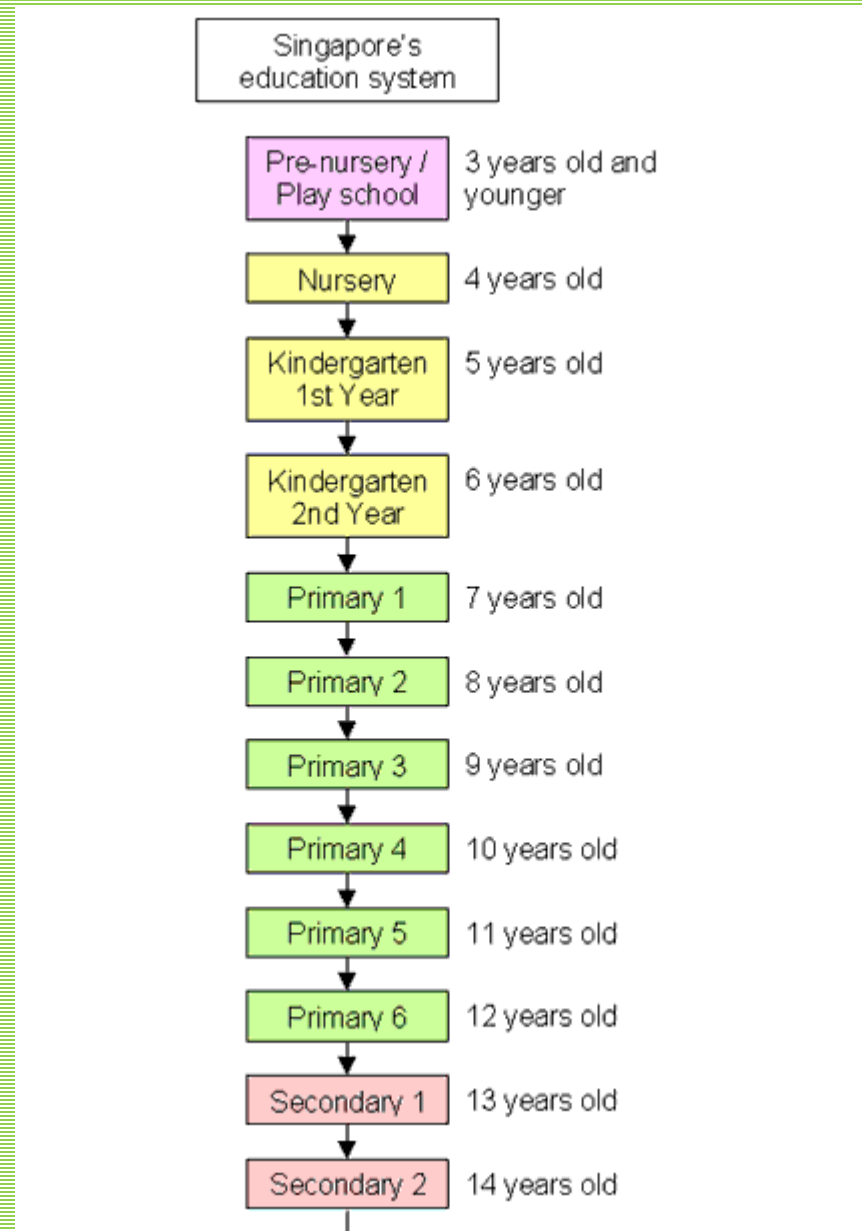 Singapore's
education system
Pre-nursery /
Play school
3 years old and
younger
Nursery
4 years old
Kindergarten
1st Year
5 years old
Kindergarten
2nd Year
6 years old
Primary 1
7 years old
Primary 2
8 years old
Primary 3
9 years old
Primary 4
10 years old
Primary 5
11 years old
Primary 6
12 years old
Secondary 1
13 years old
Secondary 2
14 years old